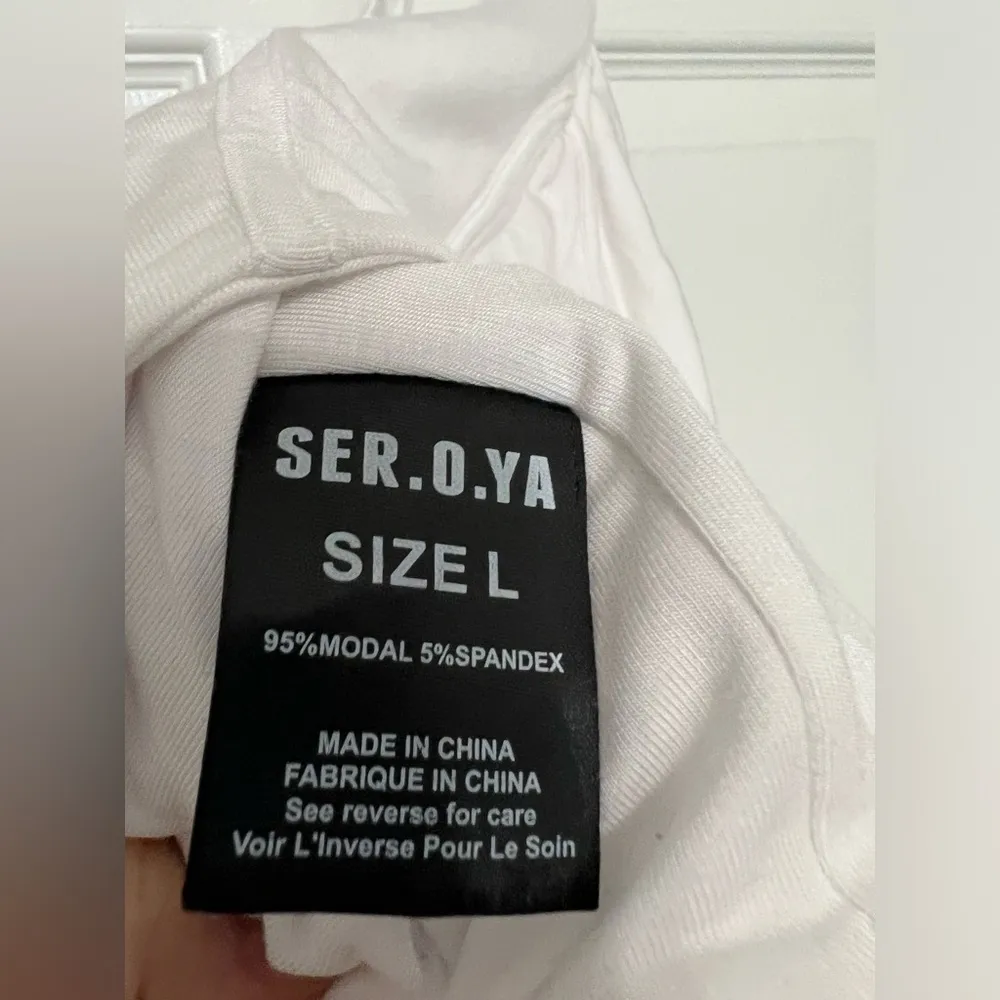 SER.O.YA
SIZE L
95%MODAL 5%SPANDEX
MADE IN CHINA
FABRIQUE IN CHINA
See reverse for care
Voir L'Inverse Pour Le Soin